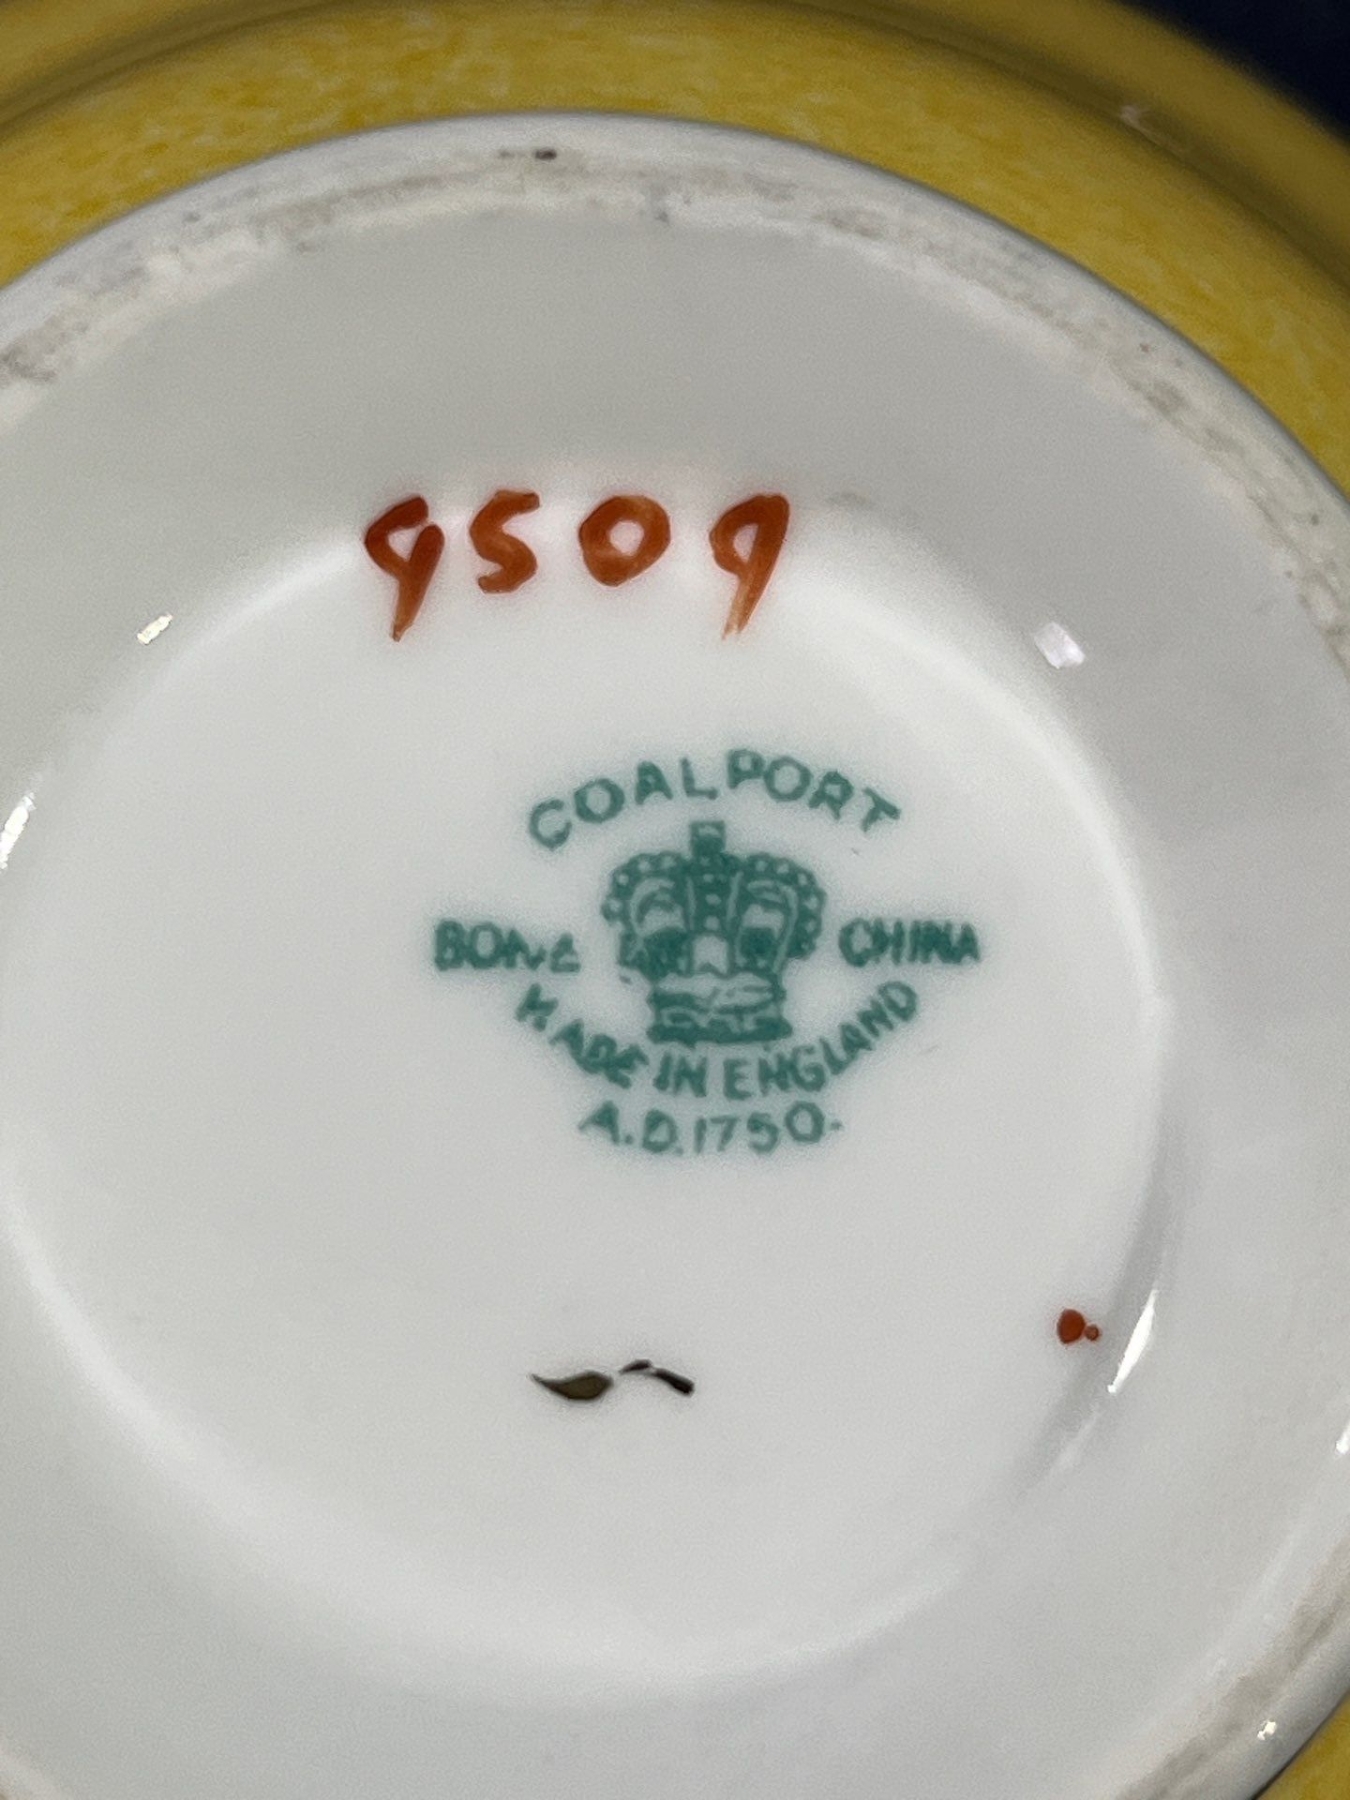 9509
COALPORT
BONE CHINA
MADE IN ENGLAND
A.D. 1750.